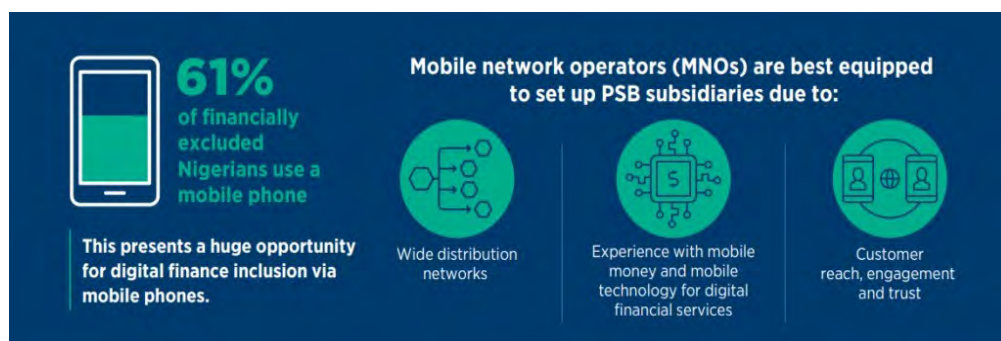 61%
of financially
excluded
Nigerians use a
mobile phone
This presents a huge opportunity
for digital finance inclusion via
mobile phones.
Mobile network operators (MNOs) are best equipped
to set up PSB subsidiaries due to:
Wide distribution
networks
S
Experience with mobile
money and mobile
technology for digital
financial services
Customer
reach, engagement
and trust